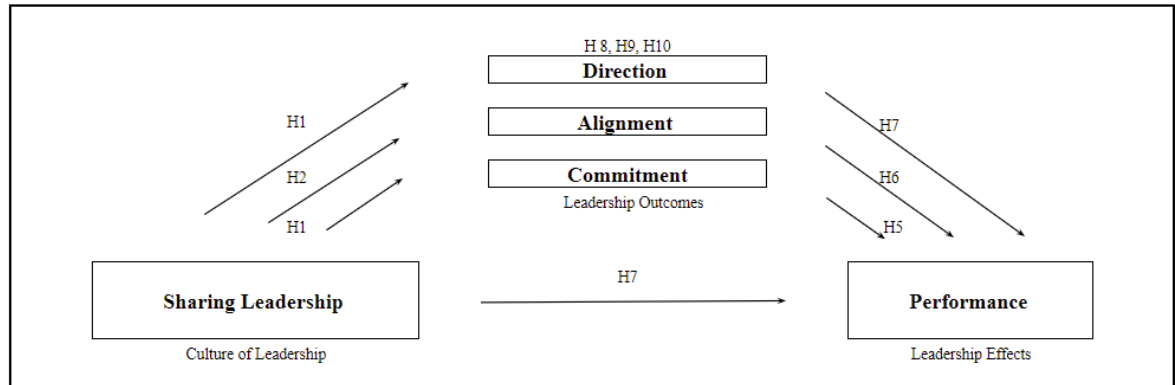 H 8, H9, H10
Direction
H1
Alignment
H7
H2
Commitment
H6
Leadership Outcomes
H1
H5
H7
Sharing Leadership
Performance
Culture of Leadership
Leadership Effects